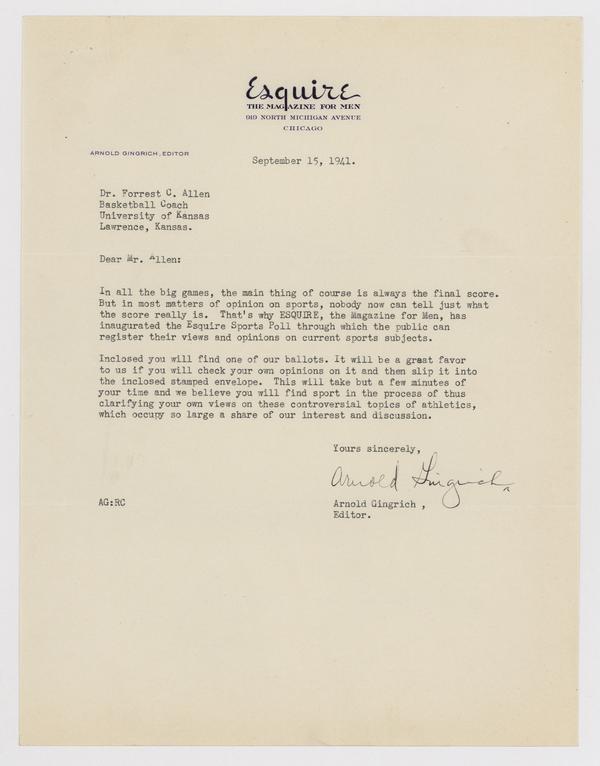 Esquire
THE MAGAZINE FOR MEN
919 NORTH MICHIGAN AVENUE
CHICAGO
ARNOLD GINGRICH, EDITOR
September 15, 1941.
Dr. Forrest C. Allen
Basketball Coach
University of Kansas
Lawrence, Kansas.
Dear Mr. Allen:
In all the big games, the main thing of course is always the final score.
But in most matters of opinion on sports, nobody now can tell just what
the score really is. That's why ESQUIRE, the Magazine for Men, has
inaugurated the Esquire Sports Poll through which the public can
register their views and opinions on current sports subjects.
Inclosed you will find one of our ballots. It will be a great favor
to us if you will check your own opinions on it and then slip it into
the inclosed stamped envelope. This will take but a few minutes of
your time and we believe you will find sport in the process of thus
clarifying your own views on these controversial topics of athletics,
which occupy so large a share of our interest and discussion.
Yours sincerely,
Arnold Gingrich
AG:RC
Arnold Gingrich ,
Editor.